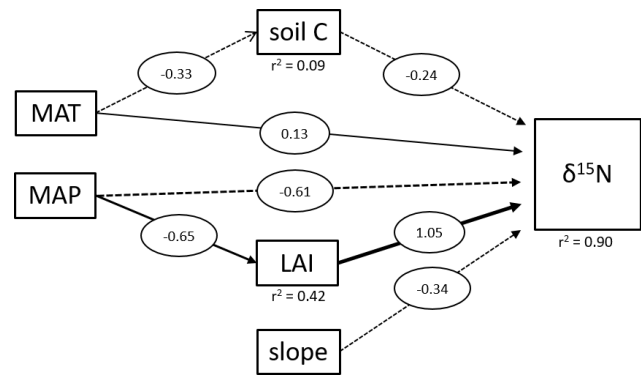 soil C
r² = 0.09
-0.33
-0.24
MAT
0.13
δ¹⁵N
r² = 0.90
MAP
-0.61
-0.65
1.05
LAI
r² = 0.42
-0.34
slope